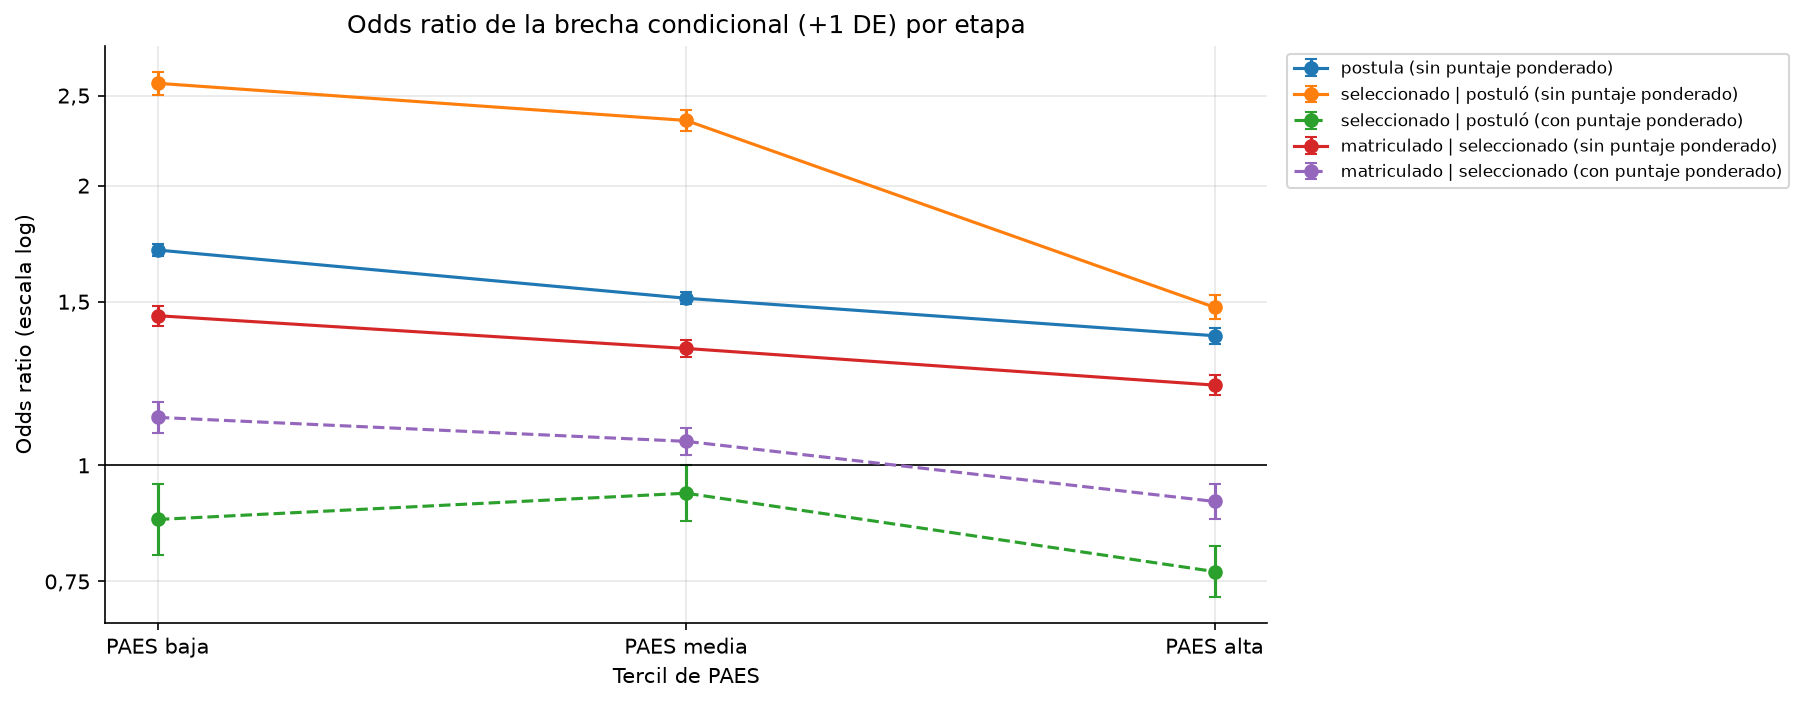 Odds ratio de la brecha condicional (+1 DE) por etapa
Odds ratio (escala log)
2,5
2
1,5
1
0,75
PAES baja
PAES media
PAES alta
Tercil de PAES
postula (sin puntaje ponderado)
seleccionado | postuló (sin puntaje ponderado)
seleccionado | postuló (con puntaje ponderado)
matriculado | seleccionado (sin puntaje ponderado)
matriculado | seleccionado (con puntaje ponderado)